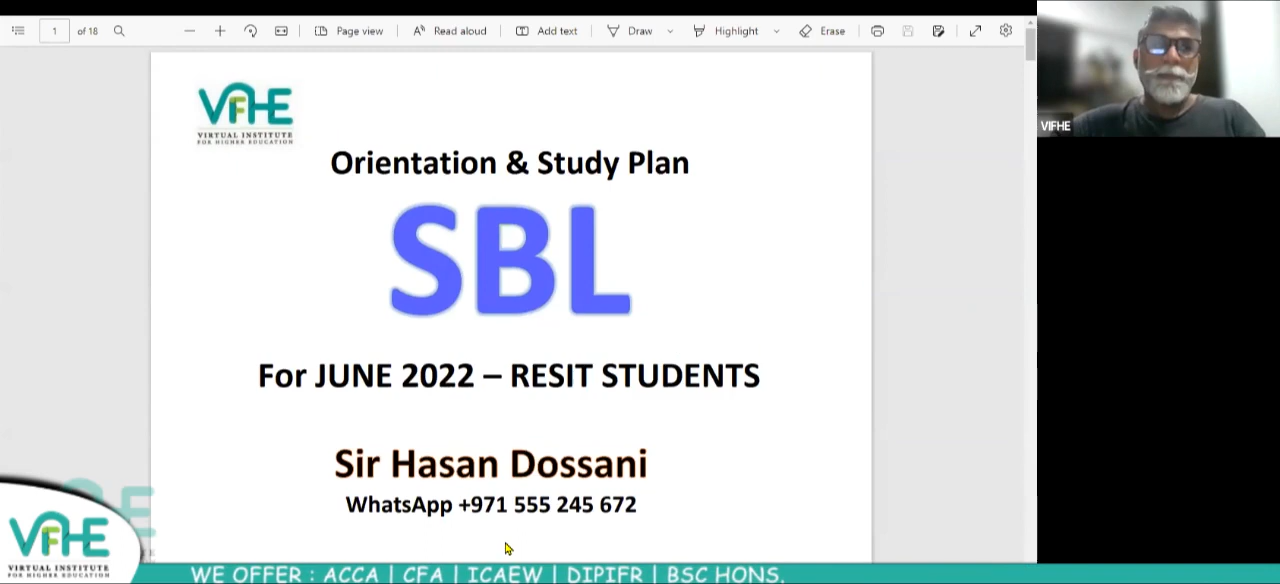 1 of 18 Page view Read aloud Add text Draw Highlight Erase
VIFHE
VFHE
VIRTUAL INSTITUTE
FOR HIGHER EDUCATION
Orientation & Study Plan
SBL
For JUNE 2022 – RESIT STUDENTS
Sir Hasan Dossani
WhatsApp +971 555 245 672
VFHE
VIRTUAL INSTITUTE
FOR HIGHER EDUCATION
WE OFFER : ACCA | CFA | ICAEW | DIPIFR | BSC HONS.